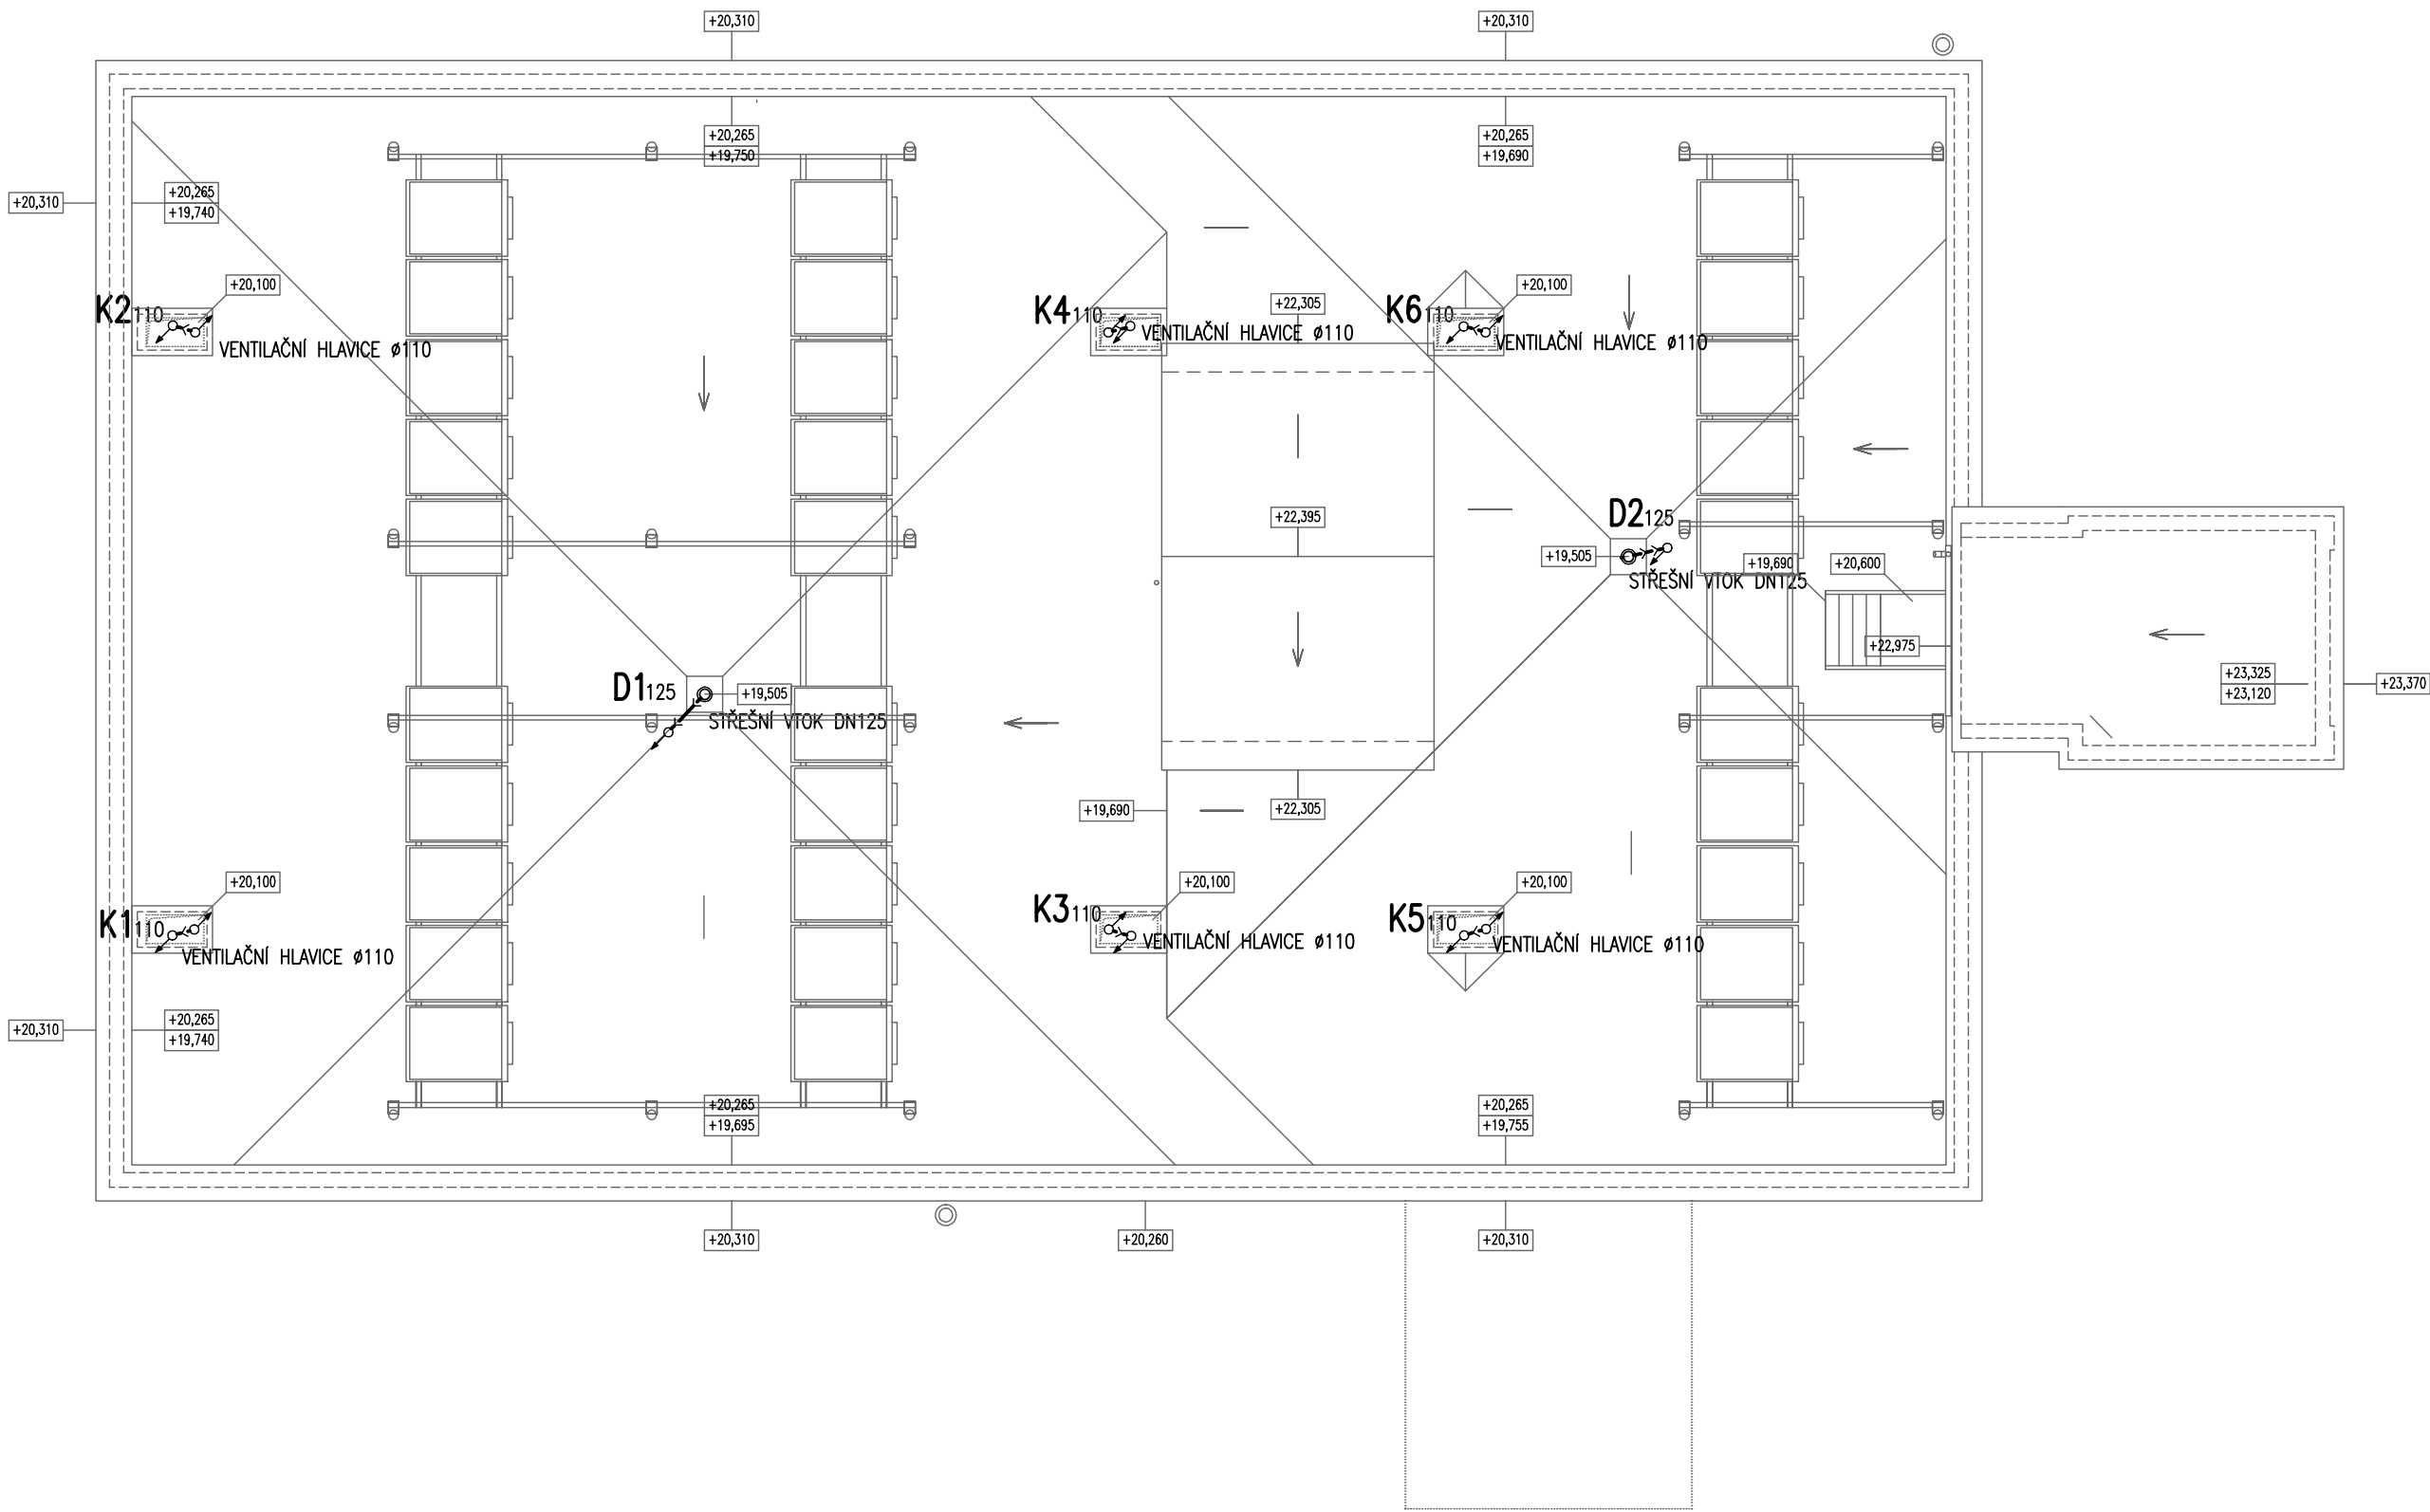 +20,310
+20,310
+20,265
+19,750
+20,265
+19,690
+20,310
+20,265
+19,740
+20,100
K2110
VENTILAČNÍ HLAVICE ø110
K4110
VENTILAČNÍ HLAVICE ø110
+22,305
K6110
+20,100
VENTILAČNÍ HLAVICE ø110
+22,395
D2125
+19,505
STŘEŠNÍ VTOK DN125
+19,690
+20,600
+22,975
+23,325
+23,120
+23,370
D1125
+19,505
STŘEŠNÍ VTOK DN125
+19,690
+22,305
K1110
+20,100
VENTILAČNÍ HLAVICE ø110
K3110
+20,100
VENTILAČNÍ HLAVICE ø110
K5110
+20,100
VENTILAČNÍ HLAVICE ø110
+20,310
+20,265
+19,740
+20,265
+19,695
+20,265
+19,755
+20,310
+20,260
+20,310